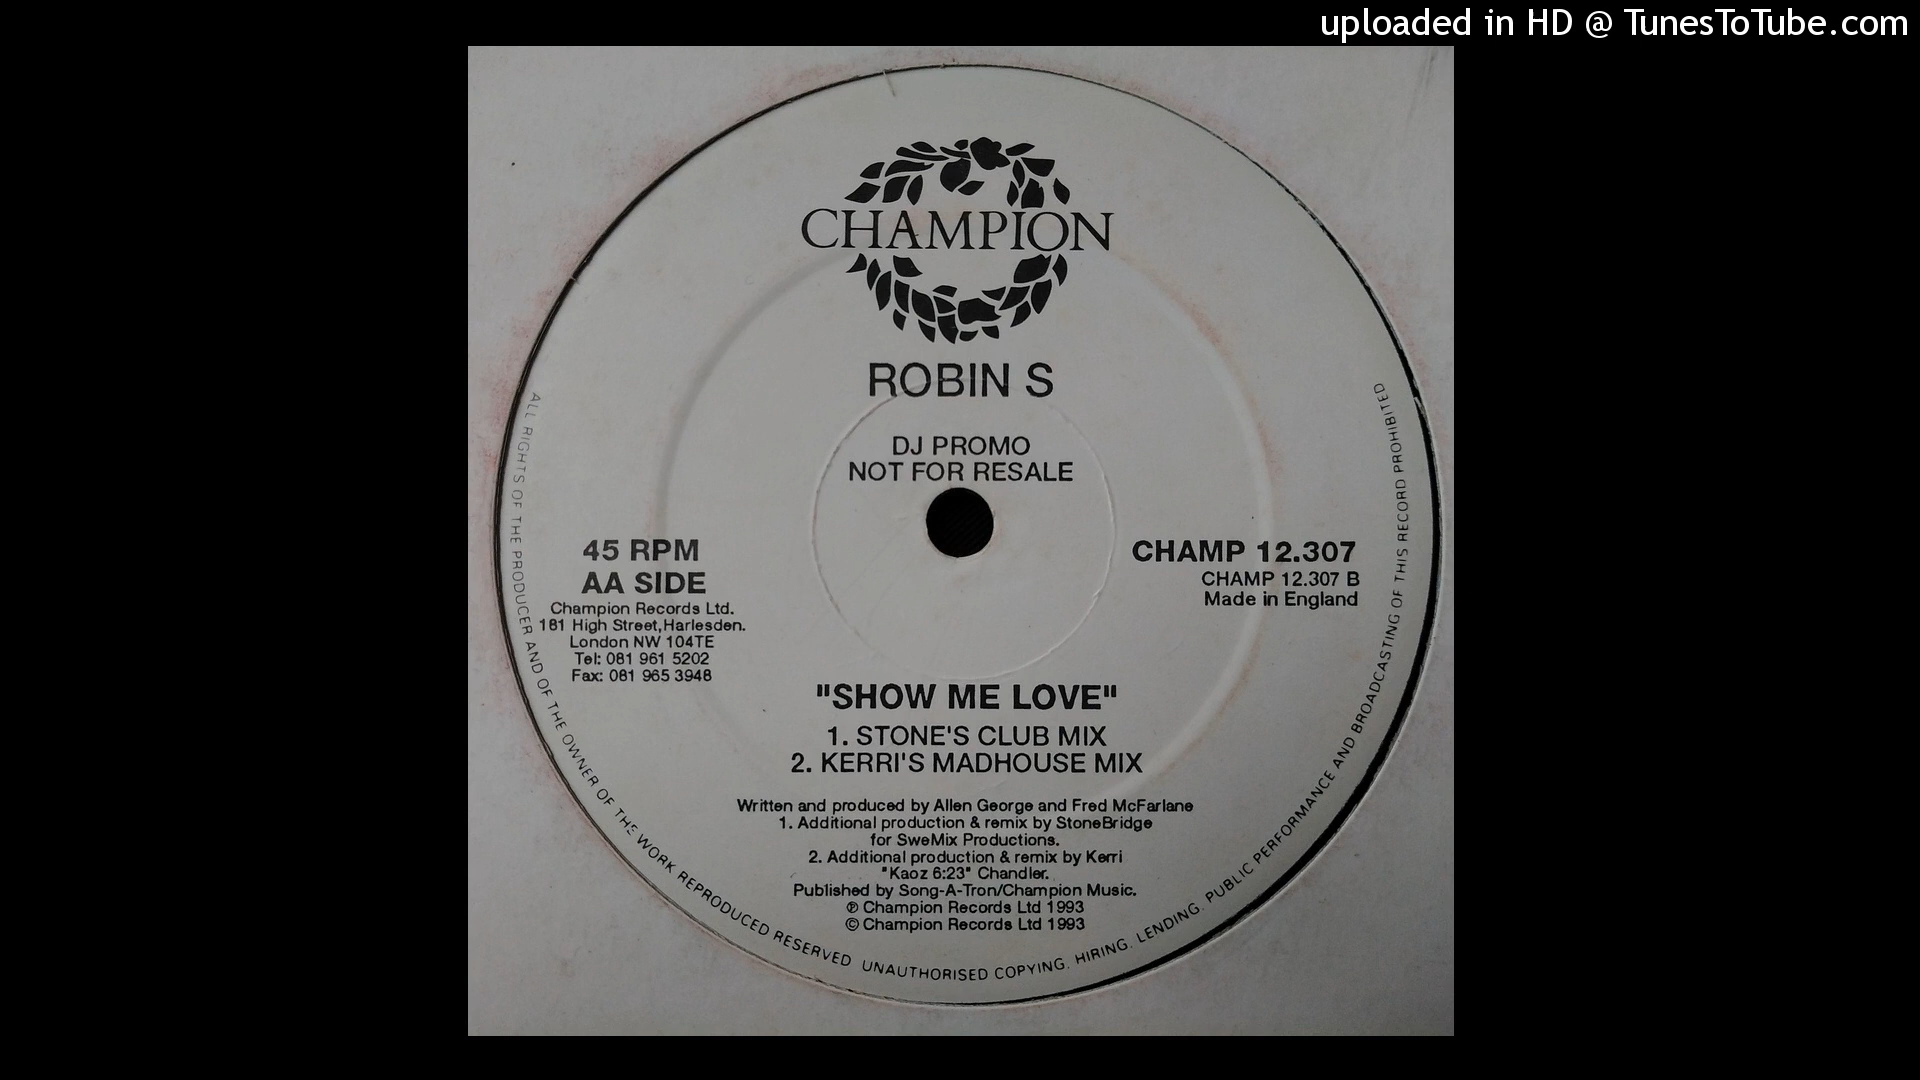 uploaded in HD @ TunesToTube.com
CHAMPION
ROBIN S
DJ PROMO
NOT FOR RESALE
45 RPM
AA SIDE
Champion Records Ltd.
181 High Street,Harlesden.
London NW 104TE
Tel: 081 961 5202
Fax: 081 965 3948
CHAMP 12.307
CHAMP 12.307 B
Made in England
"SHOW ME LOVE"
1. STONE'S CLUB MIX
2. KERRI'S MADHOUSE MIX
Written and produced by Allen George and Fred McFarlane
1. Additional production & remix by StoneBridge
for SweMix Productions.
2. Additional production & remix by Kerri
"Kaoz 6:23" Chandler.
Published by Song-A-Tron/Champion Music.
℗ Champion Records Ltd 1993
© Champion Records Ltd 1993
ALL RIGHTS OF THE PRODUCER AND OF THE OWNER OF THE WORK REPRODUCED RESERVED UNAUTHORISED COPYING, HIRING, LENDING, PUBLIC PERFORMANCE AND BROADCASTING OF THIS RECORD PROHIBITED